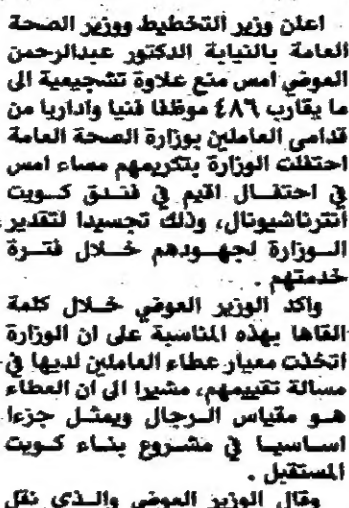 اعلن وزير التخطيط ووزير الصحة
العامة بالنيابة الدكتور عبدالرحمن
العوضي امس منع علاوة تشجيعية الى
ما يقارب ٤٨٦ موظفا فنيا واداريا من
قدامى العاملين بوزارة الصحة العامة
احتفلت الوزارة بتكريمهم مساء امس
في احتفال اقيم في فندق كويت
انترناشيونال، وذلك تجسيدا لتقدير
الوزارة لجهودهم خلال فترة
خدمتهم .
واكد الوزير العوضي خلال كلمة
القاها بهذه المناسبة على ان الوزارة
اتخذت معيار عطاء العاملين لديها في
مسالة تقييمهم، مشيرا الى ان العطاء
هو مقياس الرجال ويمثل جزءا
اساسيا في مشروع بناء كويت
المستقبل .
وقال الوزير العوضي والذي نقل